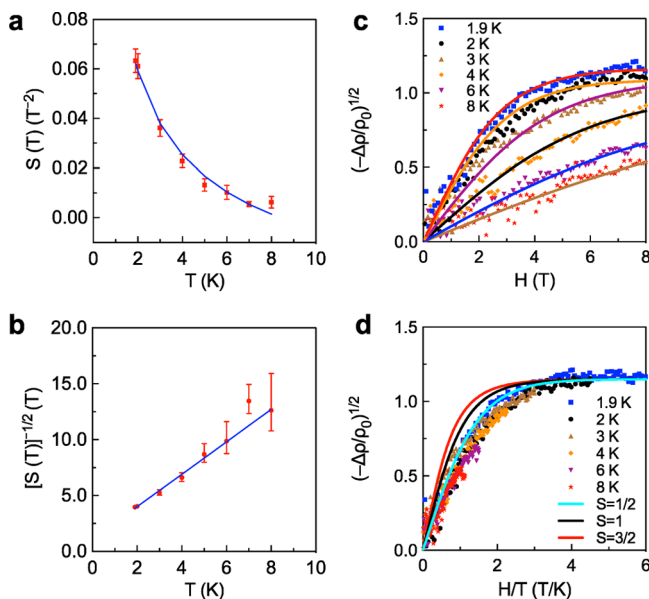 a
S (T) (T⁻²)
0.08
0.06
0.04
0.02
0.00
0 2 4 6 8 10
T (K)
b
[S (T)]⁻¹/² (T)
20.0
15.0
10.0
5.0
0.0
0 2 4 6 8 10
T (K)
c
(−Δρ/ρ₀)¹/²
1.5
1.0
0.5
0.0
1.9 K
2 K
3 K
4 K
6 K
8 K
0 2 4 6 8
H (T)
d
(−Δρ/ρ₀)¹/²
1.5
1.0
0.5
0.0
1.9 K
2 K
3 K
4 K
6 K
8 K
S=1/2
S=1
S=3/2
0 2 4 6
H/T (T/K)